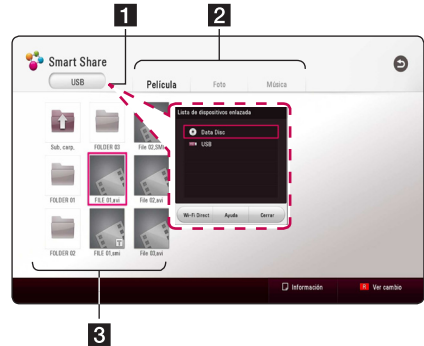 1
2
Smart Share
USB
Película
Foto
Música
Lista de dispositivos enlazada
Data Disc
USB
Wi-Fi Direct
Ayuda
Cerrar
Sub. carp.
FOLDER 03
File 02.SMI
FOLDER 01
FILE 01.avi
File 02.avi
T
FOLDER 02
FILE 01.smi
File 03.avi
Información
R Ver cambio
3